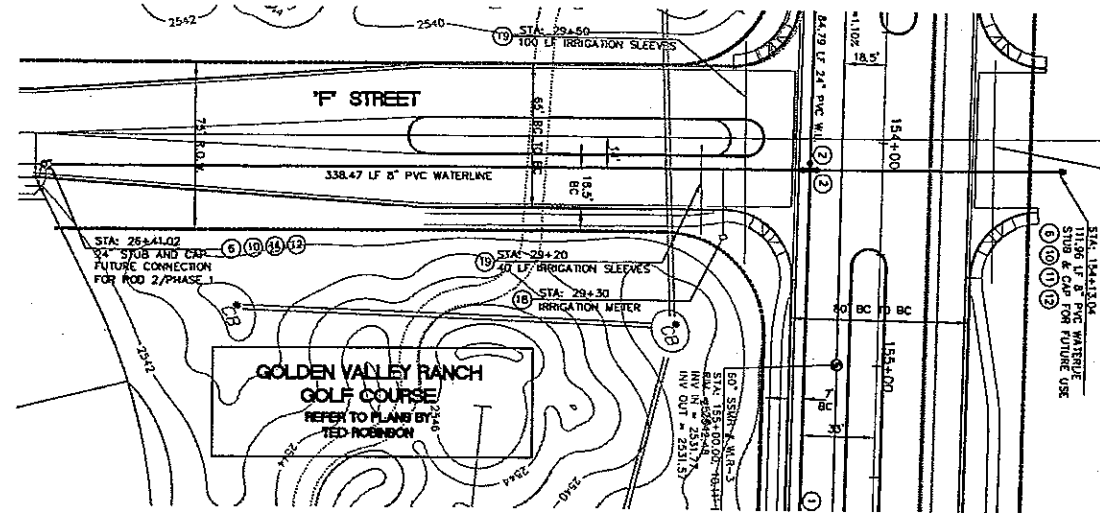 2542
2540
STA: 29+50
19
100 LF IRRIGATION SLEEVES
"F" STREET
75' R.O.W.
65' BC TO BC
11'
18.5'
BC
338.47 LF 8" PVC WATERLINE
84.79 LF 24" PVC W.L.
=1.10%
18.5'
154+00
2
2
STA: 154+13.04
111.96 LF 8" PVC WATERLINE
STUB & CAP FOR FUTURE USE
6 10 11 12
STA: 26+41.02
24" STUB AND CAP
FUTURE CONNECTION
FOR POD 2/PHASE 1
6 10 11 12
STA: 29+20
19
40 LF IRRIGATION SLEEVES
STA: 29+30
18
IRRIGATION METER
CB
CB
80' BC TO BC
155+00
7'
BC
33'
GOLDEN VALLEY RANCH
GOLF COURSE
REFER TO PLANS BY
TED ROBINSON
60" SSMH
STA: 155+00.00
INV IN = 2531.77
INV OUT = 2531.57
2542
2544
2546
2544
2540
1